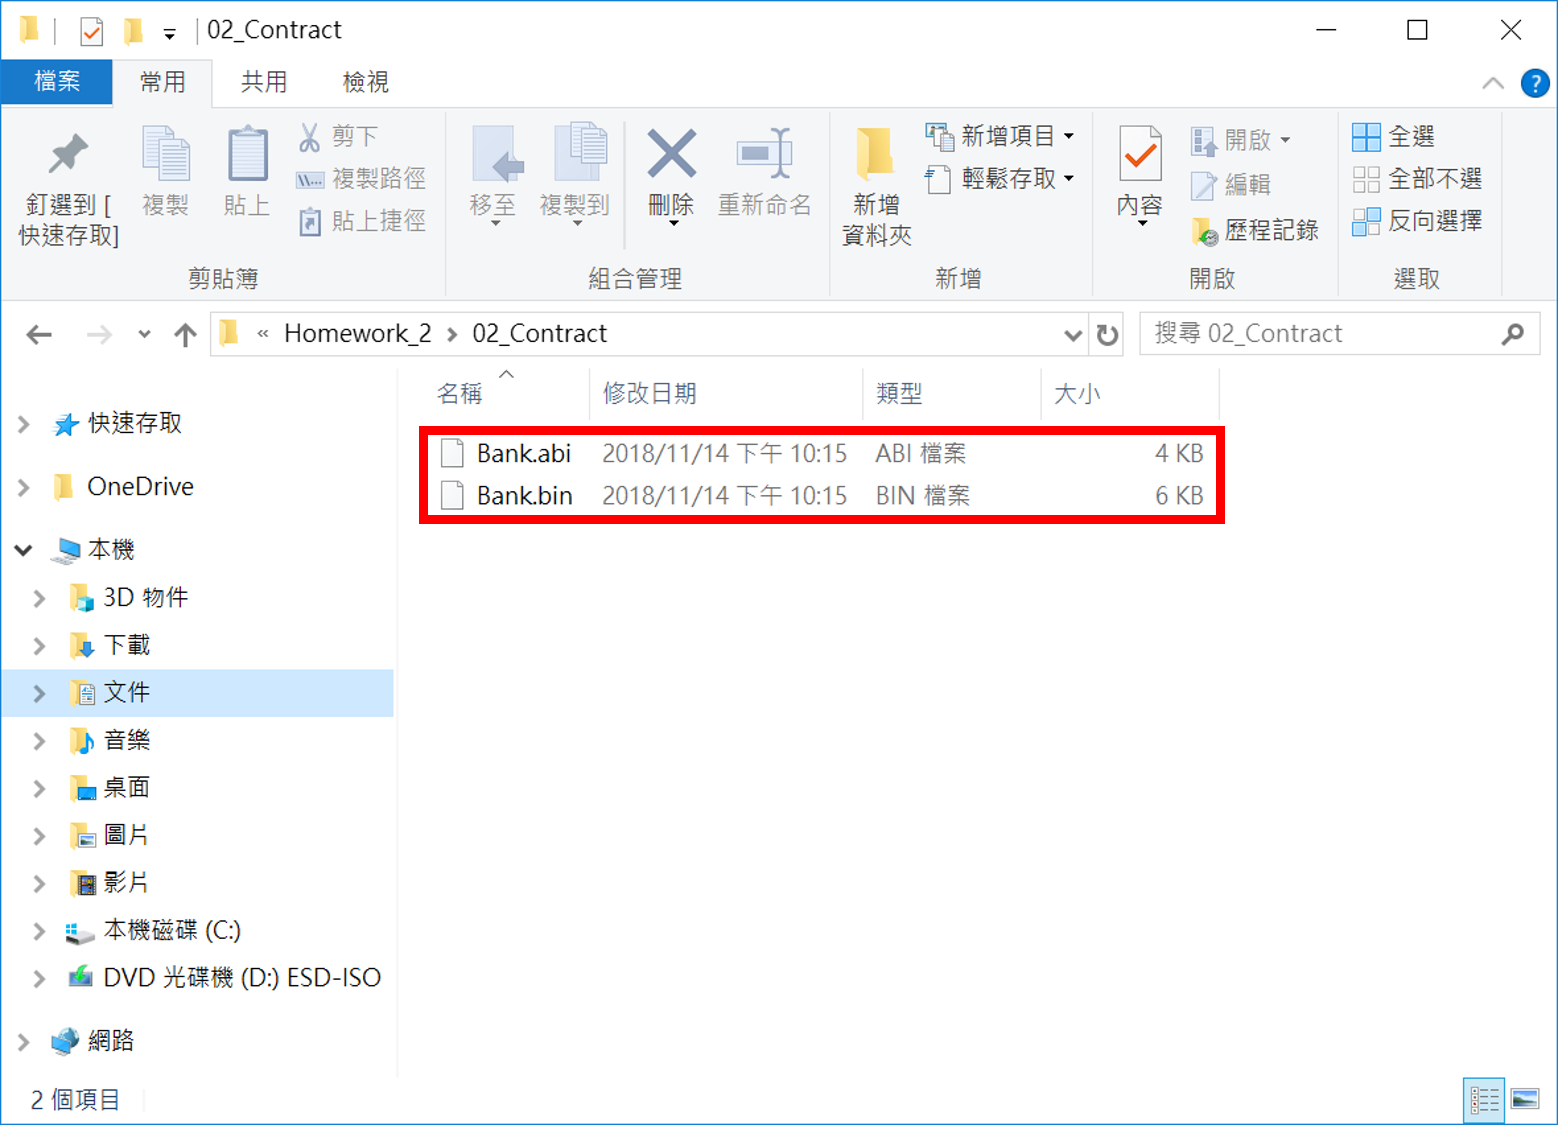 02_Contract
檔案 常用 共用 檢視
釘選到 [
快速存取]
複製
貼上
剪下
複製路徑
貼上捷徑
剪貼簿
移至
複製到
刪除
重新命名
組合管理
新增
資料夾
新增項目
輕鬆存取
新增
內容
開啟
編輯
歷程記錄
開啟
全選
全部不選
反向選擇
選取
« Homework_2 02_Contract
搜尋 02_Contract
名稱 修改日期 類型 大小
Bank.abi 2018/11/14 下午 10:15 ABI 檔案 4 KB
Bank.bin 2018/11/14 下午 10:15 BIN 檔案 6 KB
快速存取
OneDrive
本機
3D 物件
下載
文件
音樂
桌面
圖片
影片
本機磁碟 (C:)
DVD 光碟機 (D:) ESD-ISO
網路
2 個項目